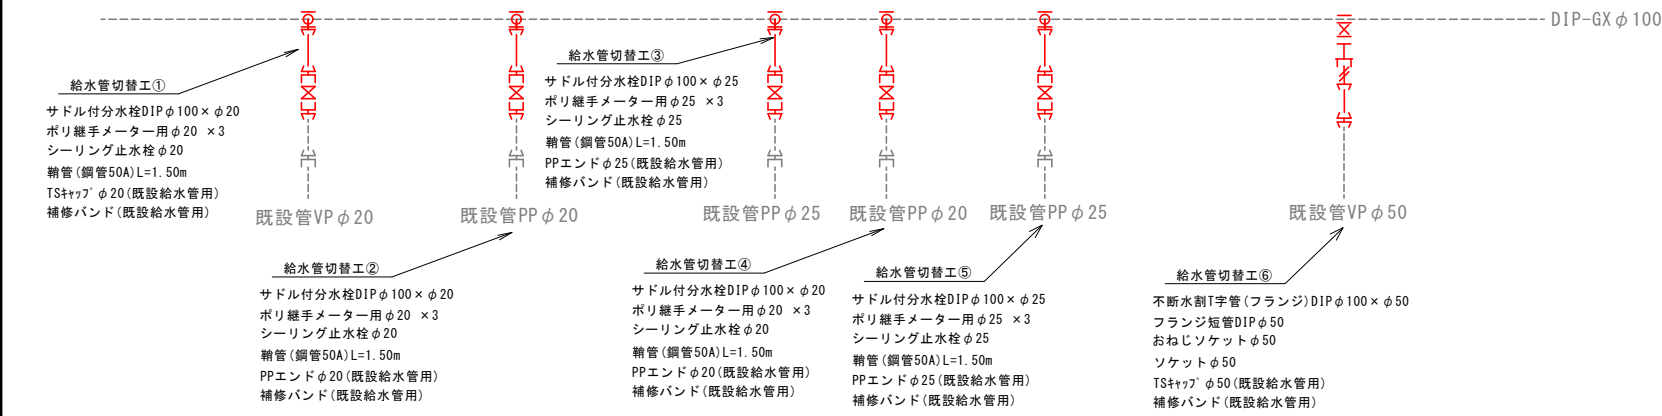 DIP-GXφ100
給水管切替工①
サドル付分水栓DIPφ100×φ20
ポリ継手メーター用φ20 ×3
シーリング止水栓φ20
鞘管(鋼管50A)L=1.50m
TSｷｬｯﾌﾟφ20(既設給水管用)
補修バンド(既設給水管用)
給水管切替工③
サドル付分水栓DIPφ100×φ25
ポリ継手メーター用φ25 ×3
シーリング止水栓φ25
鞘管(鋼管50A)L=1.50m
PPエンドφ25(既設給水管用)
補修バンド(既設給水管用)
既設管VPφ20
既設管PPφ20
既設管PPφ25
既設管PPφ20
既設管PPφ25
既設管VPφ50
給水管切替工②
サドル付分水栓DIPφ100×φ20
ポリ継手メーター用φ20 ×3
シーリング止水栓φ20
鞘管(鋼管50A)L=1.50m
PPエンドφ20(既設給水管用)
補修バンド(既設給水管用)
給水管切替工④
サドル付分水栓DIPφ100×φ20
ポリ継手メーター用φ20 ×3
シーリング止水栓φ20
鞘管(鋼管50A)L=1.50m
PPエンドφ20(既設給水管用)
補修バンド(既設給水管用)
給水管切替工⑤
サドル付分水栓DIPφ100×φ25
ポリ継手メーター用φ25 ×3
シーリング止水栓φ25
鞘管(鋼管50A)L=1.50m
PPエンドφ25(既設給水管用)
補修バンド(既設給水管用)
給水管切替工⑥
不断水割T字管(フランジ)DIPφ100×φ50
フランジ短管DIPφ50
おねじソケットφ50
ソケットφ50
TSｷｬｯﾌﾟφ50(既設給水管用)
補修バンド(既設給水管用)